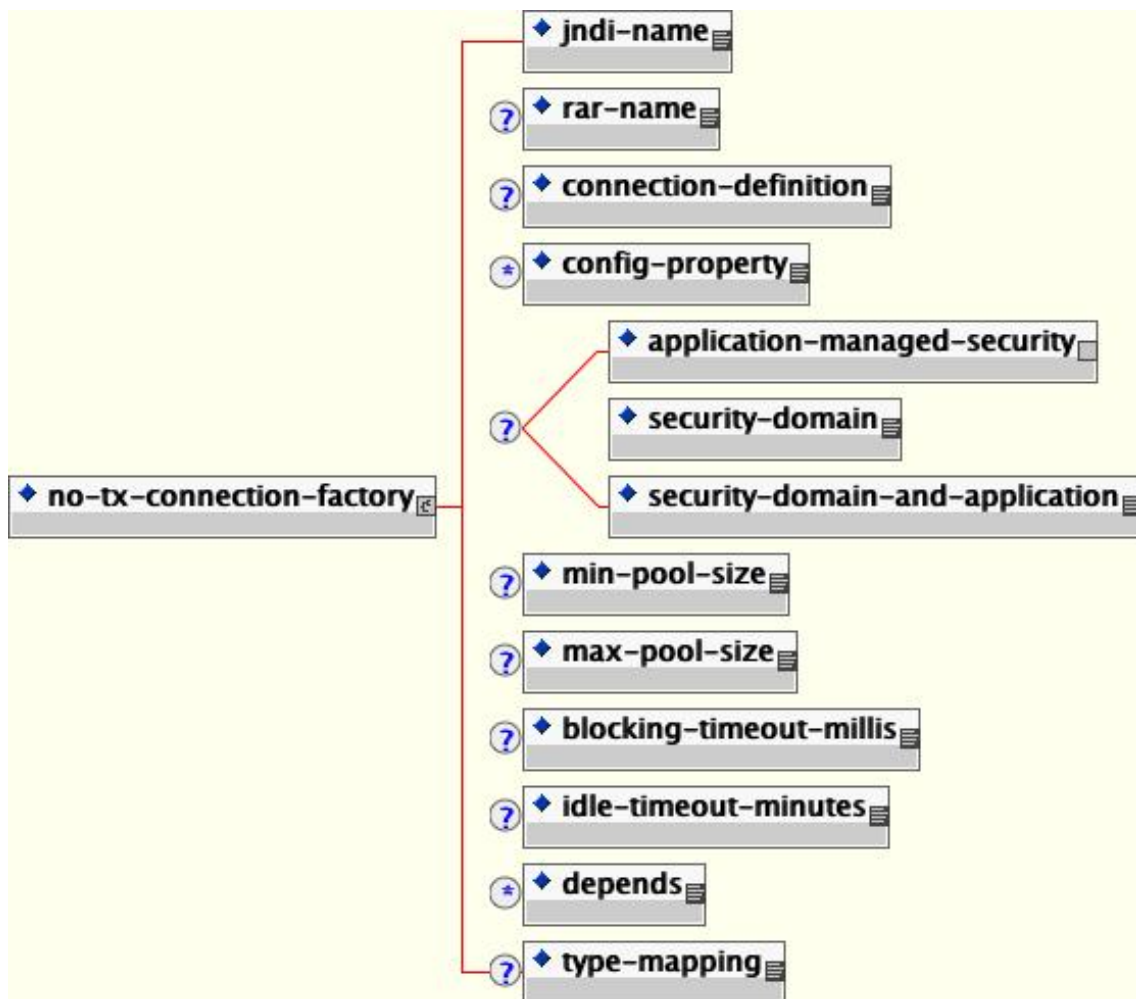 jndi-name
? rar-name
? connection-definition
* config-property
application-managed-security
?
security-domain
no-tx-connection-factory
security-domain-and-application
? min-pool-size
? max-pool-size
? blocking-timeout-millis
? idle-timeout-minutes
* depends
? type-mapping